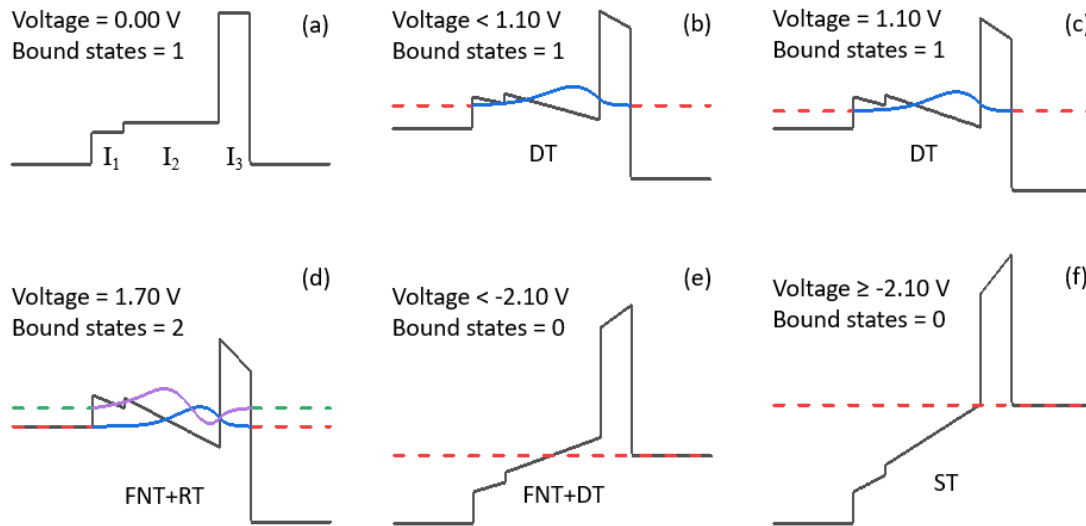 Voltage = 0.00 V
Bound states = 1
(a)
I₁
I₂
I₃
Voltage < 1.10 V
Bound states = 1
(b)
DT
Voltage = 1.10 V
Bound states = 1
(c)
DT
Voltage = 1.70 V
Bound states = 2
(d)
FNT+RT
Voltage < -2.10 V
Bound states = 0
(e)
FNT+DT
Voltage ≥ -2.10 V
Bound states = 0
(f)
ST